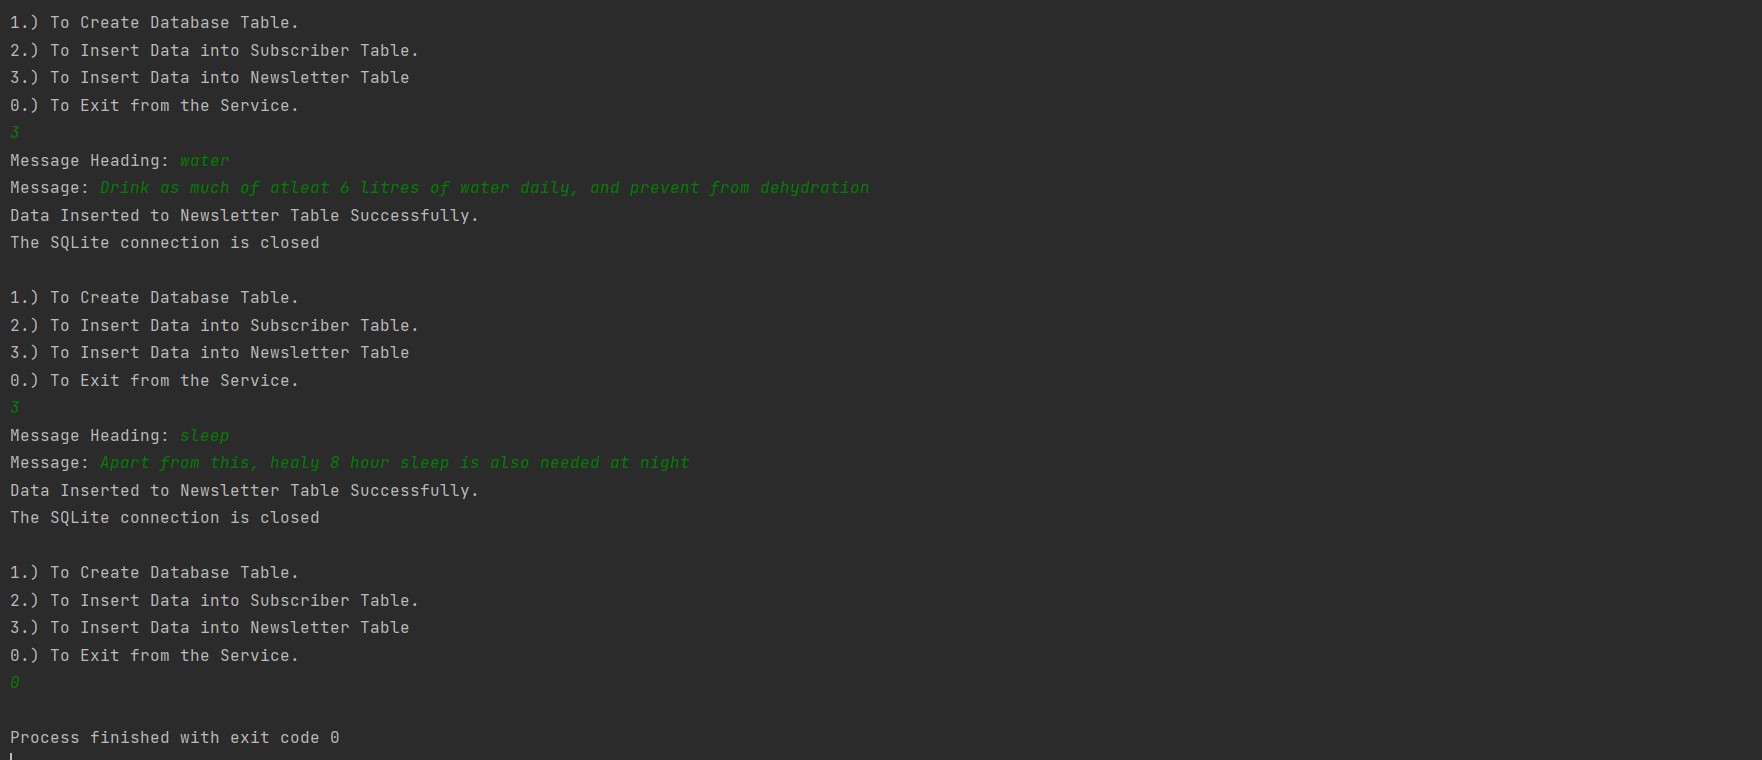 1.) To Create Database Table.
2.) To Insert Data into Subscriber Table.
3.) To Insert Data into Newsletter Table
0.) To Exit from the Service.
3
Message Heading: water
Message: Drink as much of atleat 6 litres of water daily, and prevent from dehydration
Data Inserted to Newsletter Table Successfully.
The SQLite connection is closed
1.) To Create Database Table.
2.) To Insert Data into Subscriber Table.
3.) To Insert Data into Newsletter Table
0.) To Exit from the Service.
3
Message Heading: sleep
Message: Apart from this, healy 8 hour sleep is also needed at night
Data Inserted to Newsletter Table Successfully.
The SQLite connection is closed
1.) To Create Database Table.
2.) To Insert Data into Subscriber Table.
3.) To Insert Data into Newsletter Table
0.) To Exit from the Service.
0
Process finished with exit code 0